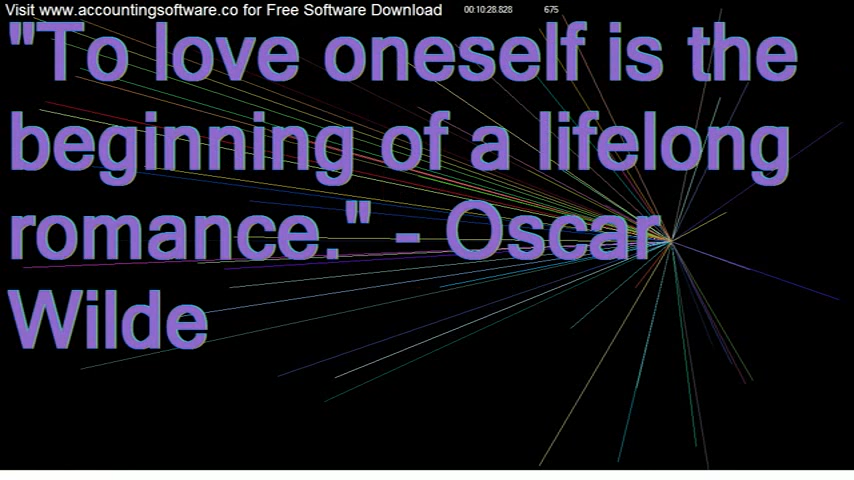 Visit www.accountingsoftware.co for Free Software Download 00:10:28.828 675
"To love oneself is the
beginning of a lifelong
romance." - Oscar
Wilde